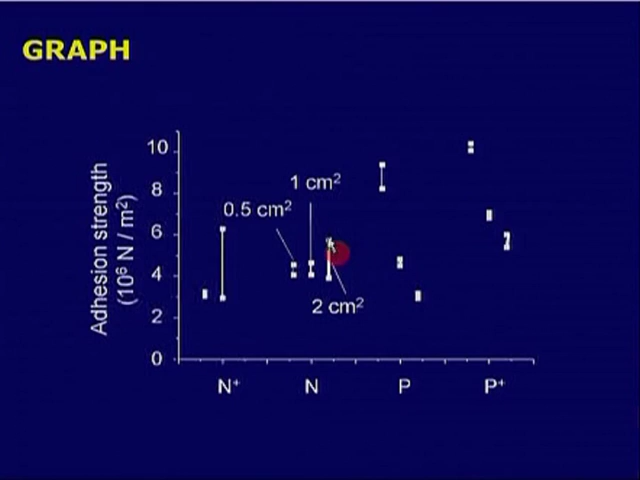 GRAPH
Adhesion strength
(10⁶ N / m²)
10
8
6
4
2
0
0.5 cm²
1 cm²
2 cm²
N⁺
N
P
P⁺